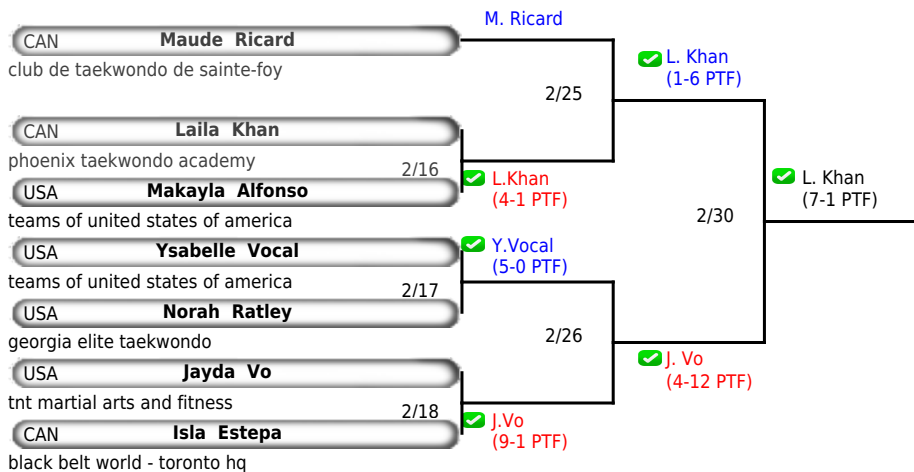 M. Ricard
CAN Maude Ricard
club de taekwondo de sainte-foy
L. Khan
(1-6 PTF)
2/25
CAN Laila Khan
phoenix taekwondo academy
2/16
L.Khan
(4-1 PTF)
USA Makayla Alfonso
teams of united states of america
L. Khan
(7-1 PTF)
2/30
USA Ysabelle Vocal
teams of united states of america
Y.Vocal
(5-0 PTF)
2/17
USA Norah Ratley
georgia elite taekwondo
2/26
J. Vo
(4-12 PTF)
USA Jayda Vo
tnt martial arts and fitness
2/18
J.Vo
(9-1 PTF)
CAN Isla Estepa
black belt world - toronto hq